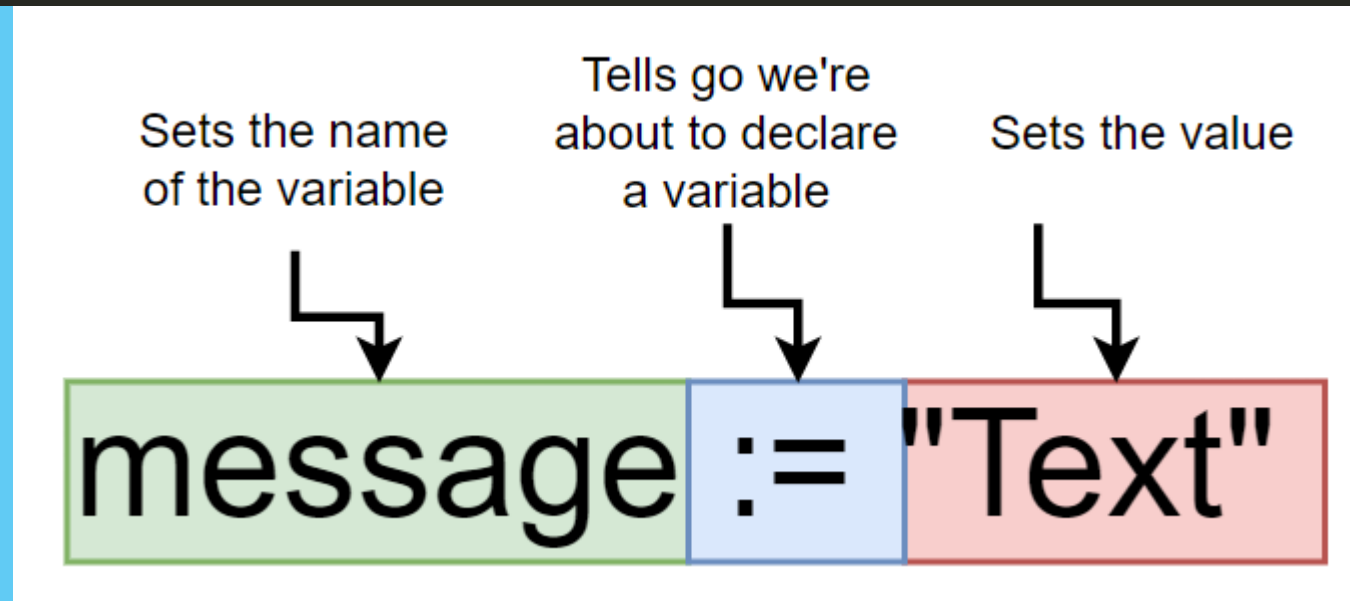 Sets the name
of the variable
Tells go we're
about to declare
a variable
Sets the value
message := "Text"